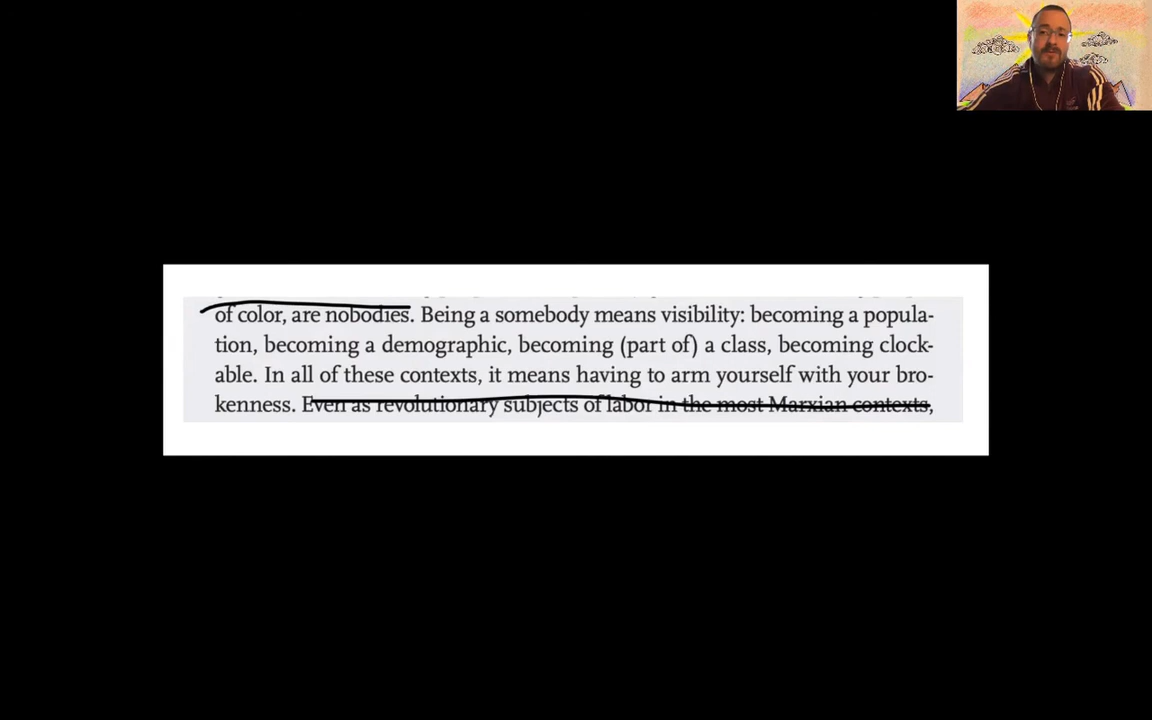 of color, are nobodies. Being a somebody means visibility: becoming a popula-
tion, becoming a demographic, becoming (part of) a class, becoming clock-
able. In all of these contexts, it means having to arm yourself with your bro-
kenness. Even as revolutionary subjects of labor in the most Marxian contexts,